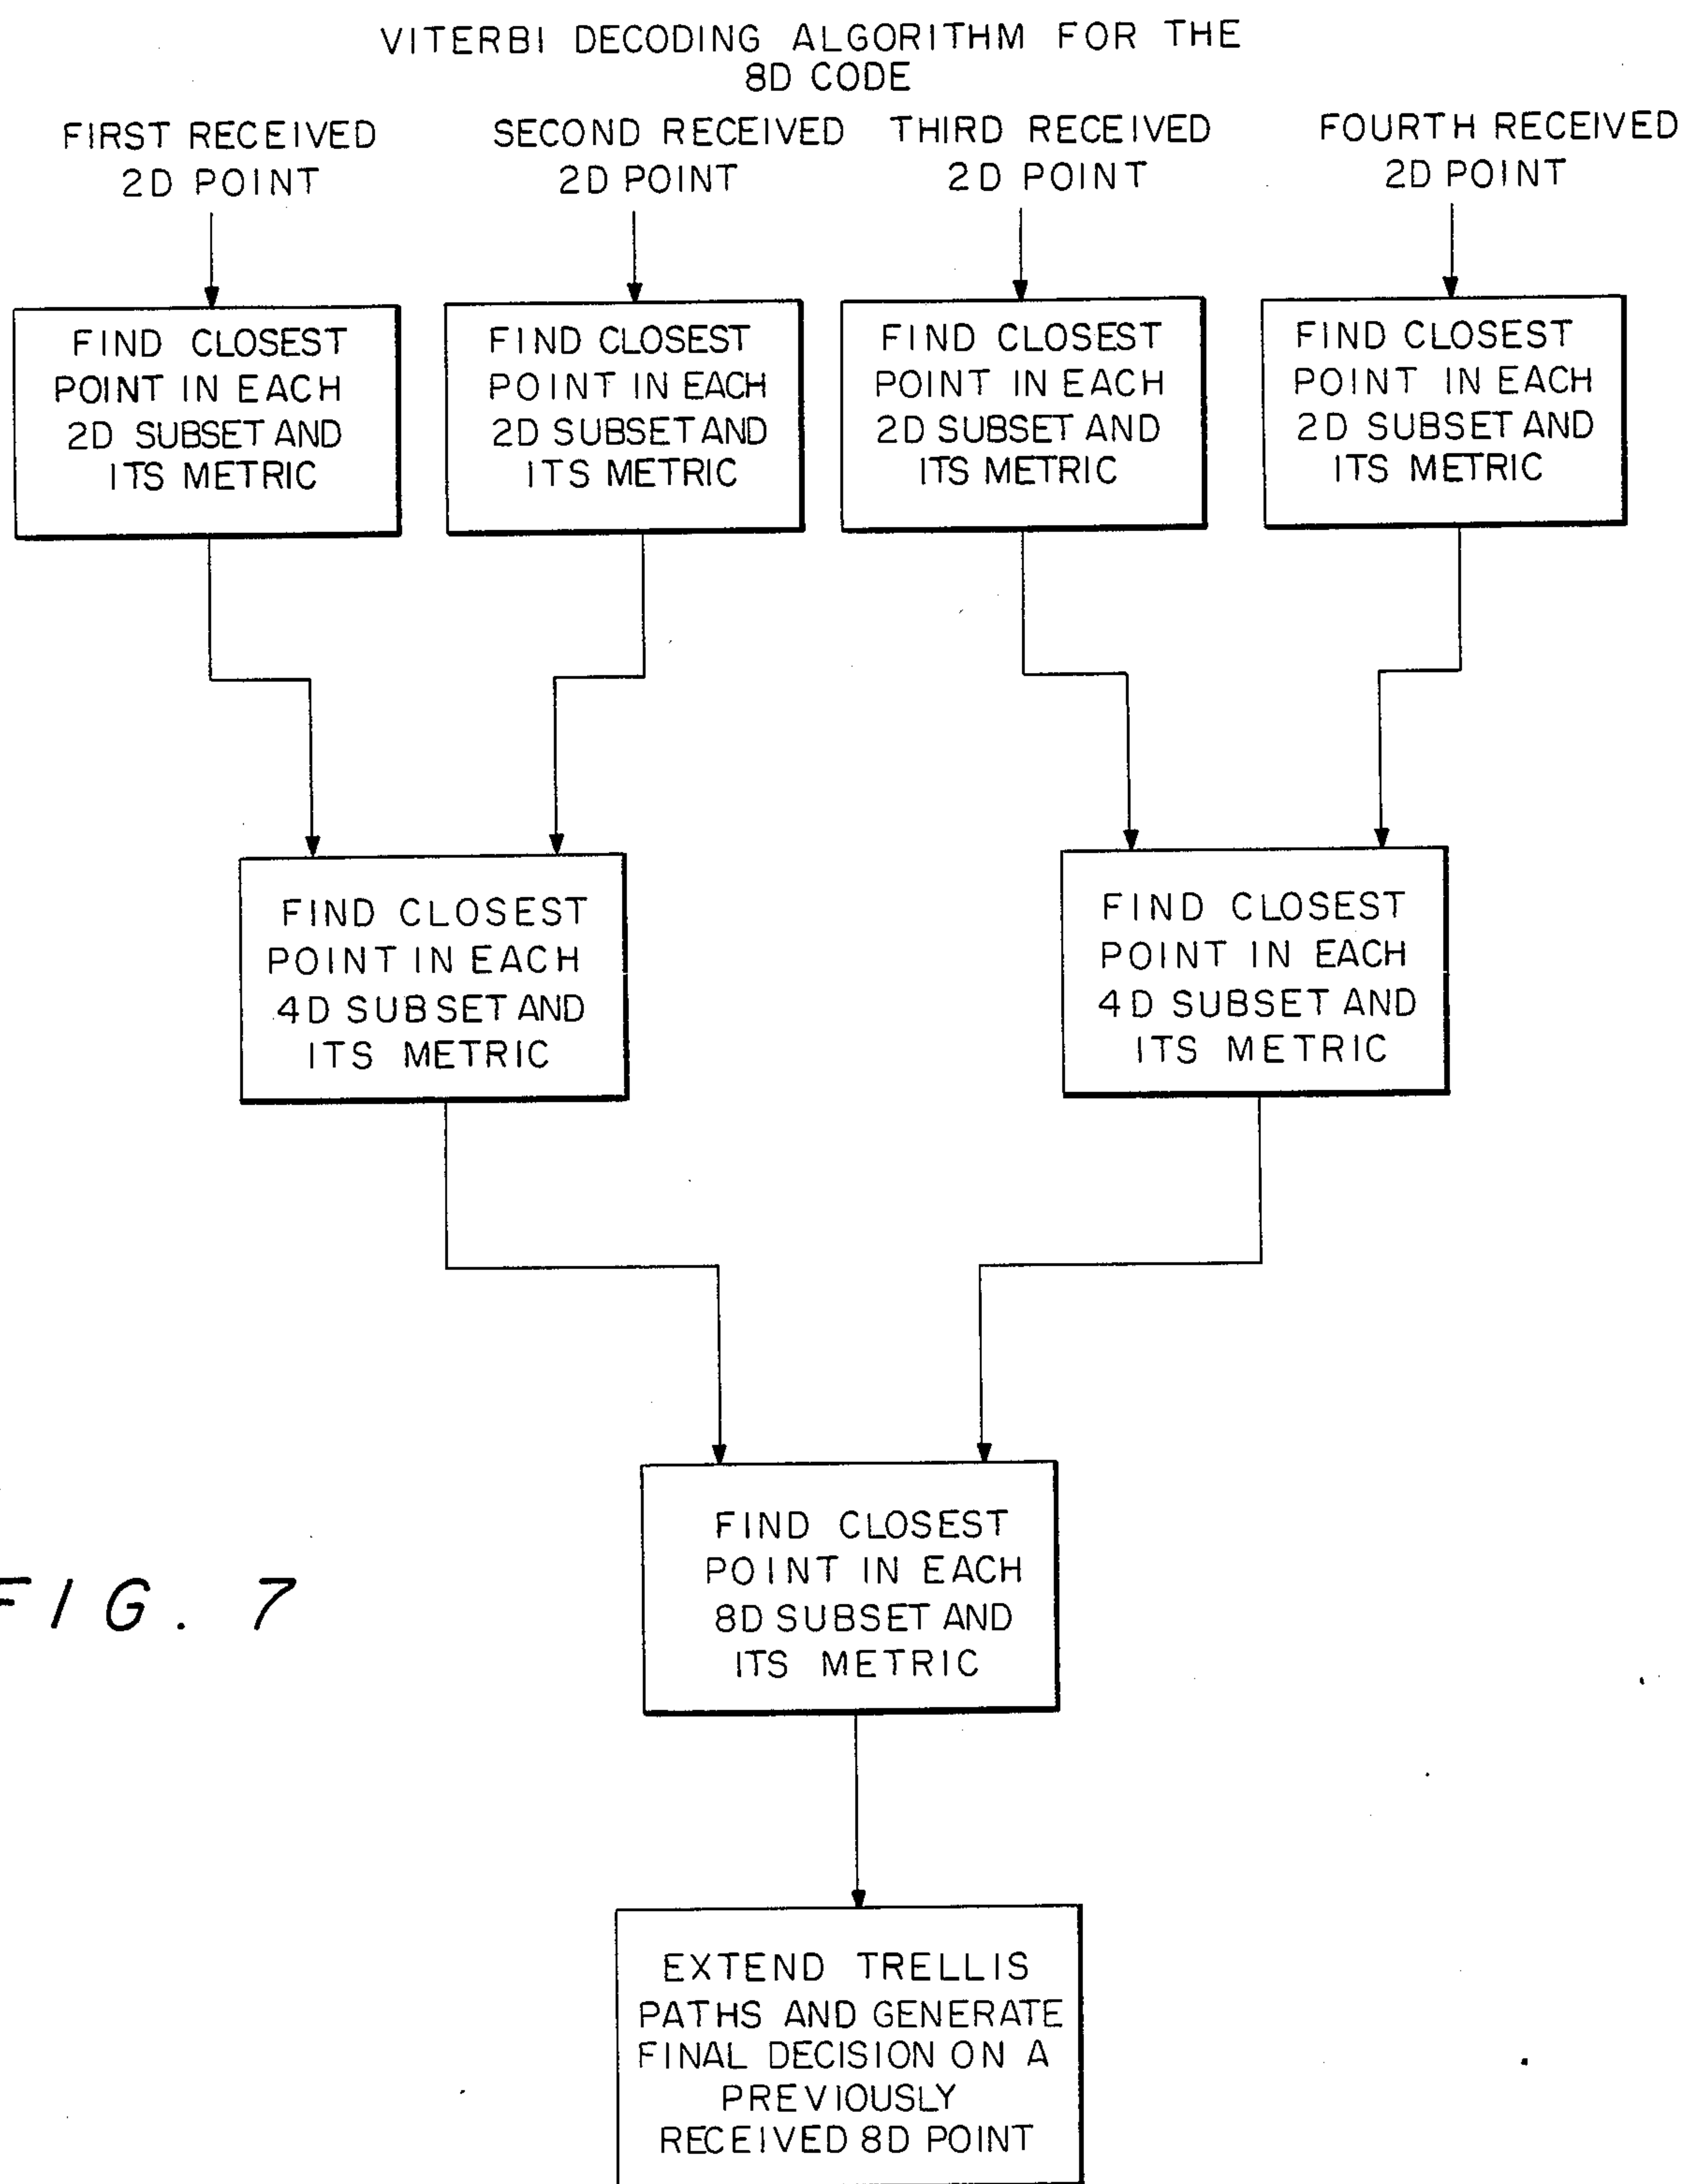 VITERBI DECODING ALGORITHM FOR THE
8D CODE
FIRST RECEIVED
2D POINT
SECOND RECEIVED
2D POINT
THIRD RECEIVED
2D POINT
FOURTH RECEIVED
2D POINT
FIND CLOSEST
POINT IN EACH
2D SUBSET AND
ITS METRIC
FIND CLOSEST
POINT IN EACH
2D SUBSET AND
ITS METRIC
FIND CLOSEST
POINT IN EACH
2D SUBSET AND
ITS METRIC
FIND CLOSEST
POINT IN EACH
2D SUBSET AND
ITS METRIC
FIND CLOSEST
POINT IN EACH
4D SUBSET AND
ITS METRIC
FIND CLOSEST
POINT IN EACH
4D SUBSET AND
ITS METRIC
FIND CLOSEST
POINT IN EACH
8D SUBSET AND
ITS METRIC
FIG. 7
EXTEND TRELLIS
PATHS AND GENERATE
FINAL DECISION ON A
PREVIOUSLY
RECEIVED 8D POINT